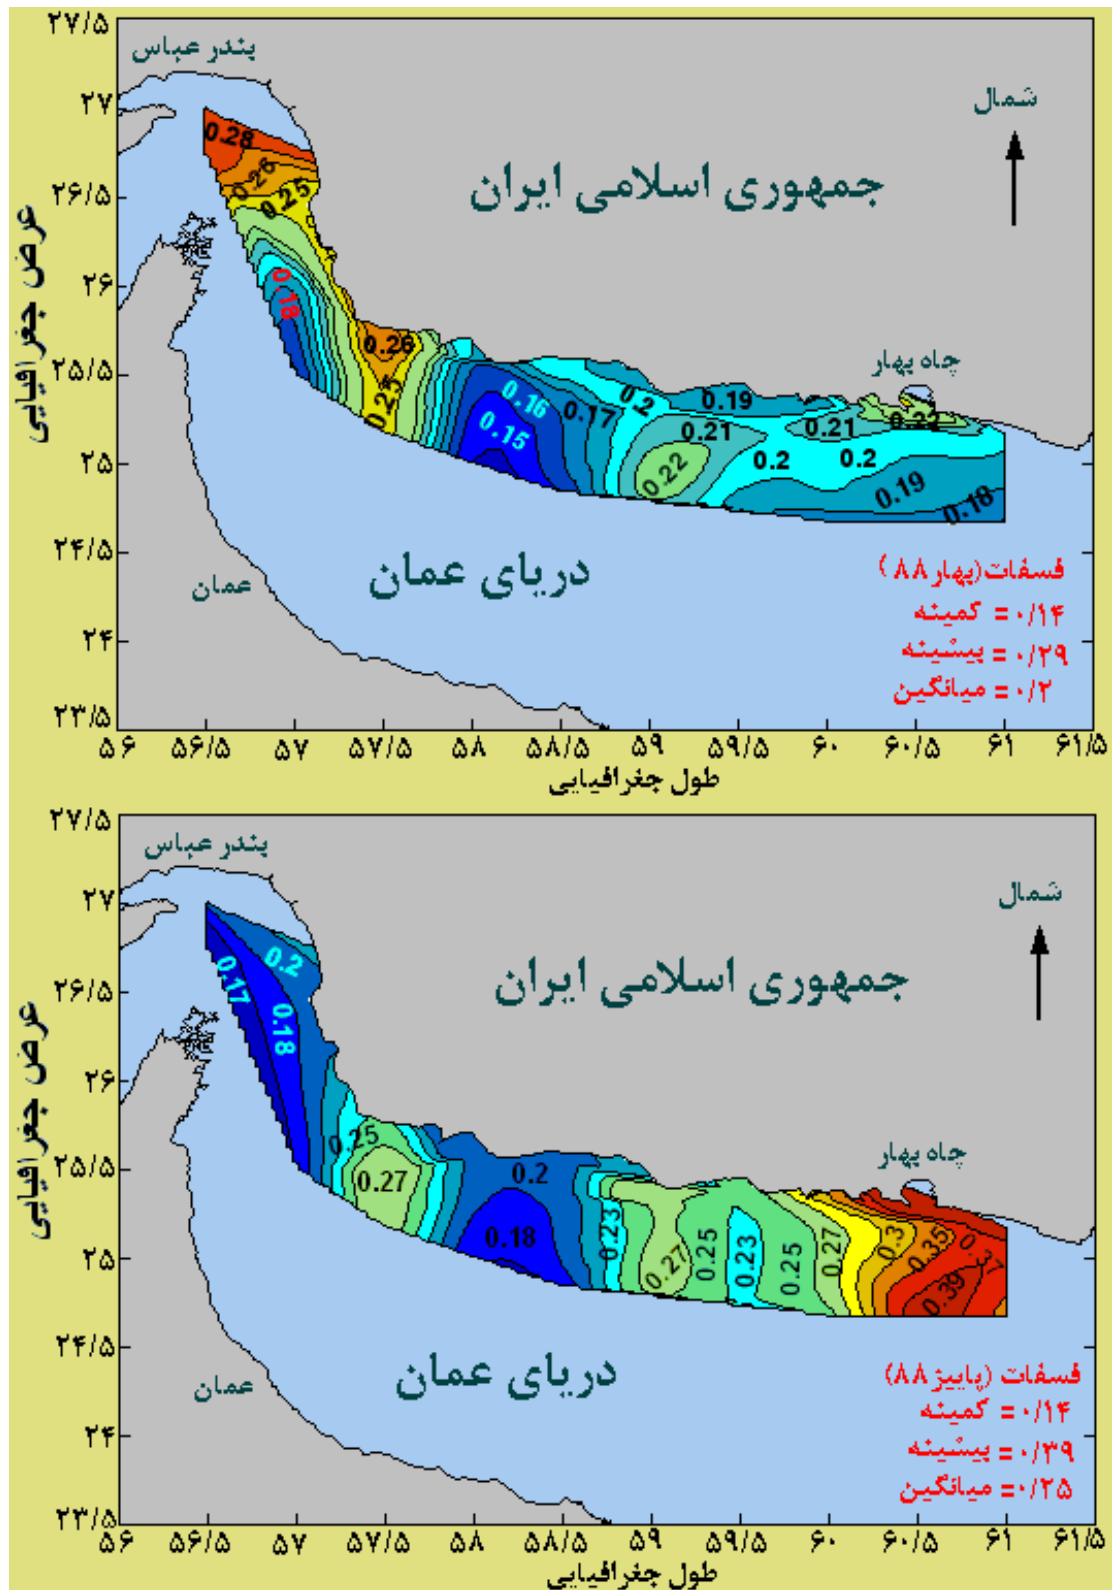 ۲۷/۵
بندر عباس
شمال
۲۷
0.28
0.26
جمهوری اسلامی ایران
۲۶/۵
0.25
عرض جغرافیایی
۲۶
0.18
0.26
چاه بهار
۲۵/۵
0.25
0.16
0.17
0.2
0.19
0.15
0.21
0.21
0.22
۲۵
0.22
0.2
0.2
0.19
0.18
۲۴/۵
عمان
دریای عمان
فسفات(بهار ۸۸)
کمینه = ۰/۱۴
۲۴
بیشینه = ۰/۲۹
میانگین = ۰/۲
۲۳/۵
۵۶ ۵۶/۵ ۵۷ ۵۷/۵ ۵۸ ۵۸/۵ ۵۹ ۵۹/۵ ۶۰ ۶۰/۵ ۶۱ ۶۱/۵
طول جغرافیایی
۲۷/۵
بندر عباس
شمال
۲۷
0.2
0.17
جمهوری اسلامی ایران
۲۶/۵
0.18
عرض جغرافیایی
۲۶
0.25
چاه بهار
۲۵/۵
0.27
0.2
0.18
0.23
0.27
0.25
0.23
0.25
0.27
0.3
0.35
0.37
0.39
۲۵
۲۴/۵
عمان
دریای عمان
فسفات (پاییز ۸۸)
کمینه = ۰/۱۴
۲۴
بیشینه = ۰/۳۹
میانگین = ۰/۲۵
۲۳/۵
۵۶ ۵۶/۵ ۵۷ ۵۷/۵ ۵۸ ۵۸/۵ ۵۹ ۵۹/۵ ۶۰ ۶۰/۵ ۶۱ ۶۱/۵
طول جغرافیایی